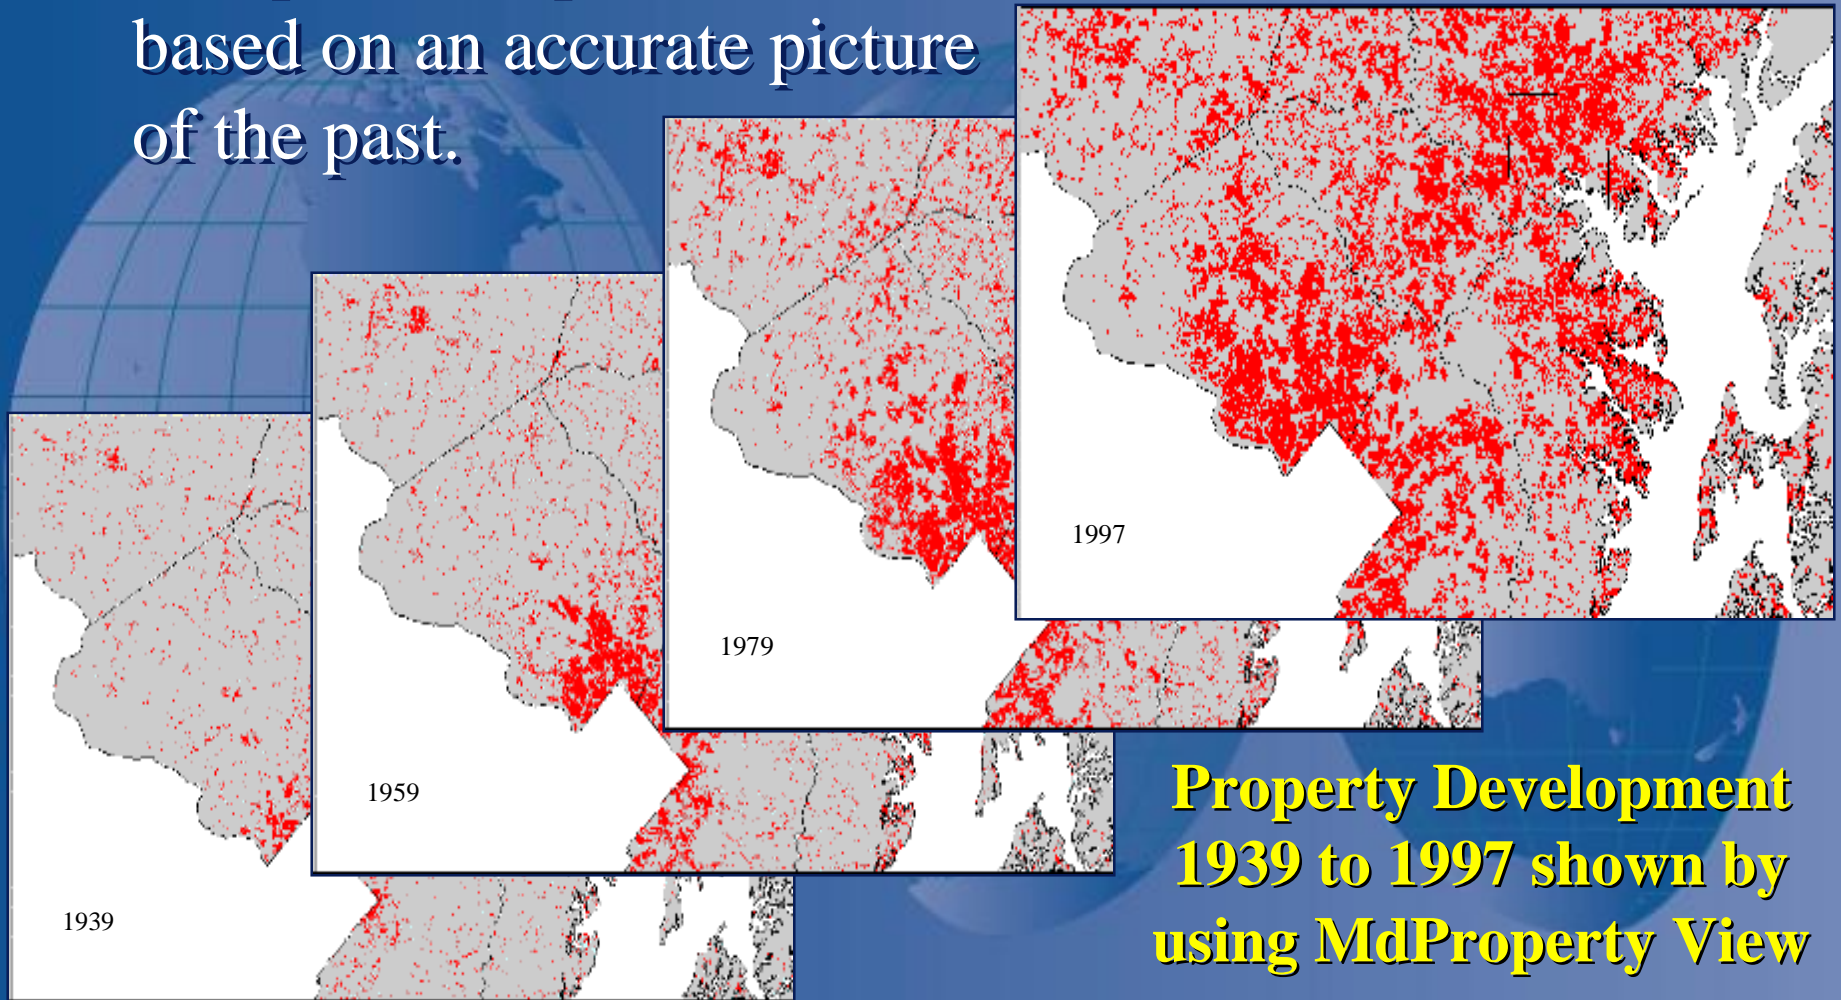 based on an accurate picture
of the past.
1997
1979
1959
1939
Property Development
1939 to 1997 shown by
using MdProperty View